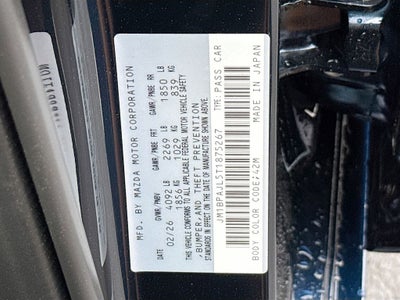 MFD. BY MAZDA MOTOR CORPORATION
DATE GVWR/PNBV GAWR/PNBE FRT GAWR/PNBE RR
02/26 4092 LB 2269 LB 1850 LB
1856 KG 1029 KG 839 KG
THIS VEHICLE CONFORMS TO ALL APPLICABLE FEDERAL MOTOR VEHICLE SAFETY
, BUMPER, AND THEFT PREVENTION
STANDARDS IN EFFECT ON THE DATE OF MANUFACTURE SHOWN ABOVE.
JM1BPAJL5T1875267 TYPE: PASS CAR
BODY COLOR CODE:42M MADE IN JAPAN